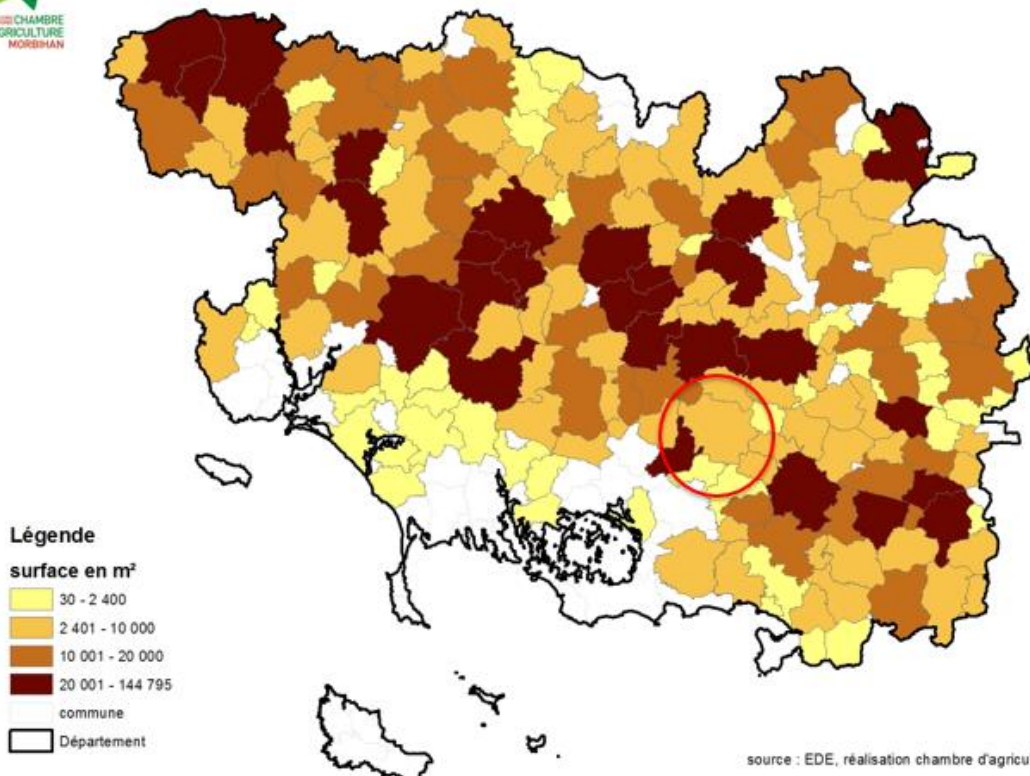 CHAMBRE
GRICULTURE
MORBIHAN
Légende
surface en m²
30 - 2 400
2 401 - 10 000
10 001 - 20 000
20 001 - 144 795
commune
Département
source : EDE, réalisation chambre d'agricu